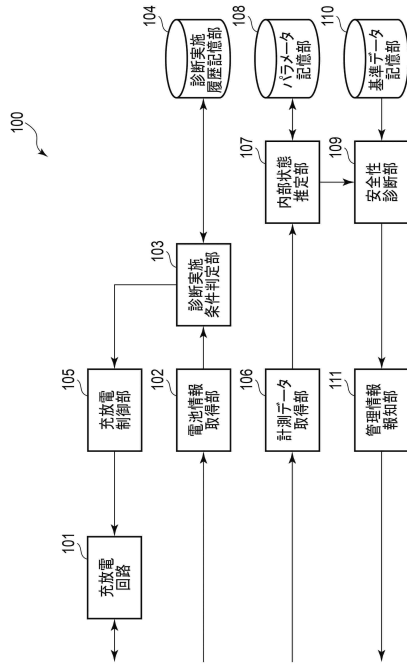 100
101
充放電
回路
105
充放電
制御部
102
電池情報
取得部
103
診断実施
条件判定部
104
診断実施
履歴記憶部
106
計測データ
取得部
107
内部状態
推定部
108
パラメータ
記憶部
111
管理情報
報知部
109
安全性
診断部
110
基準データ
記憶部